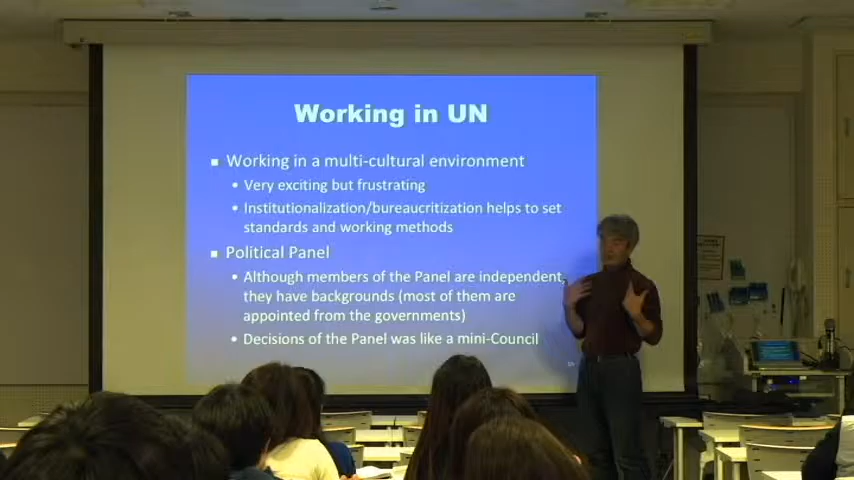 Working in UN
▪ Working in a multi-cultural environment
• Very exciting but frustrating
• Institutionalization/bureaucritization helps to set
standards and working methods
▪ Political Panel
• Although members of the Panel are independent,
they have backgrounds (most of them are
appointed from the governments)
• Decisions of the Panel was like a mini-Council